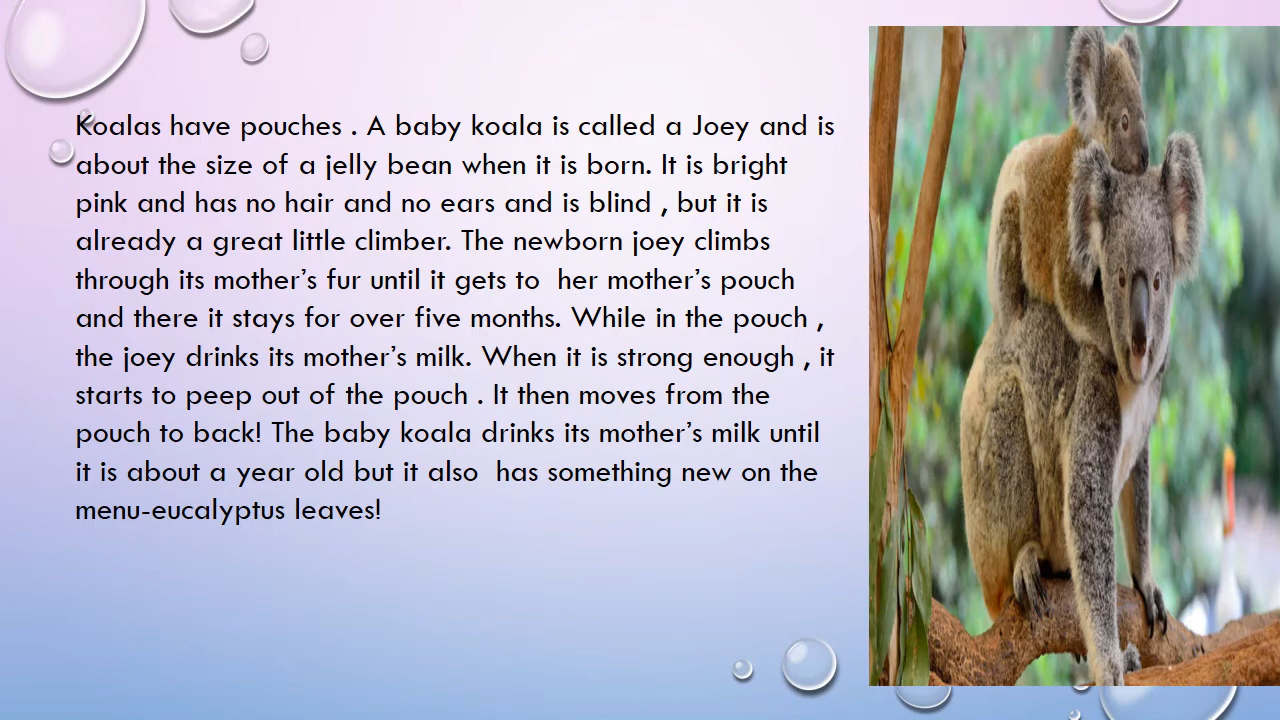 Koalas have pouches . A baby koala is called a Joey and is
about the size of a jelly bean when it is born. It is bright
pink and has no hair and no ears and is blind , but it is
already a great little climber. The newborn joey climbs
through its mother’s fur until it gets to  her mother’s pouch
and there it stays for over five months. While in the pouch ,
the joey drinks its mother’s milk. When it is strong enough , it
starts to peep out of the pouch . It then moves from the
pouch to back! The baby koala drinks its mother’s milk until
it is about a year old but it also  has something new on the
menu-eucalyptus leaves!